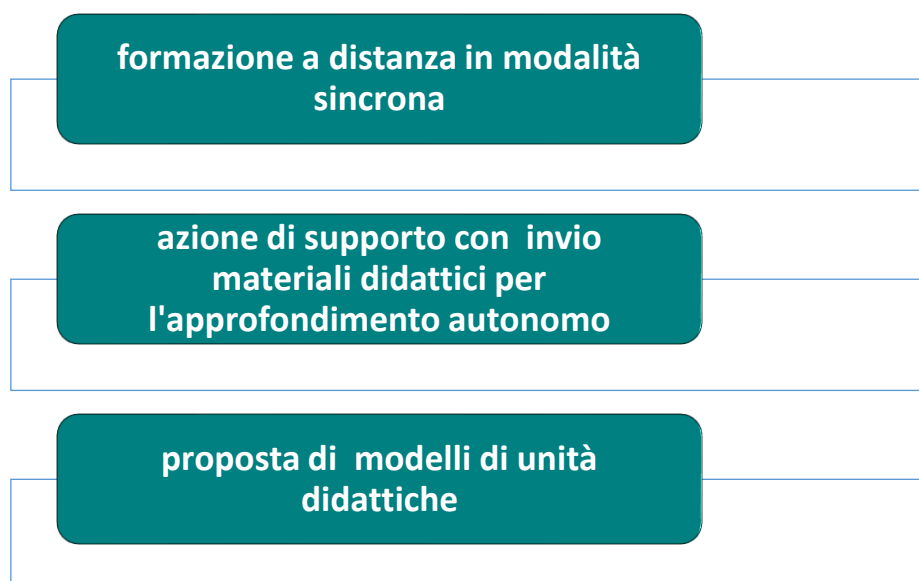 formazione a distanza in modalità
sincrona
azione di supporto con  invio
materiali didattici per
l'approfondimento autonomo
proposta di  modelli di unità
didattiche